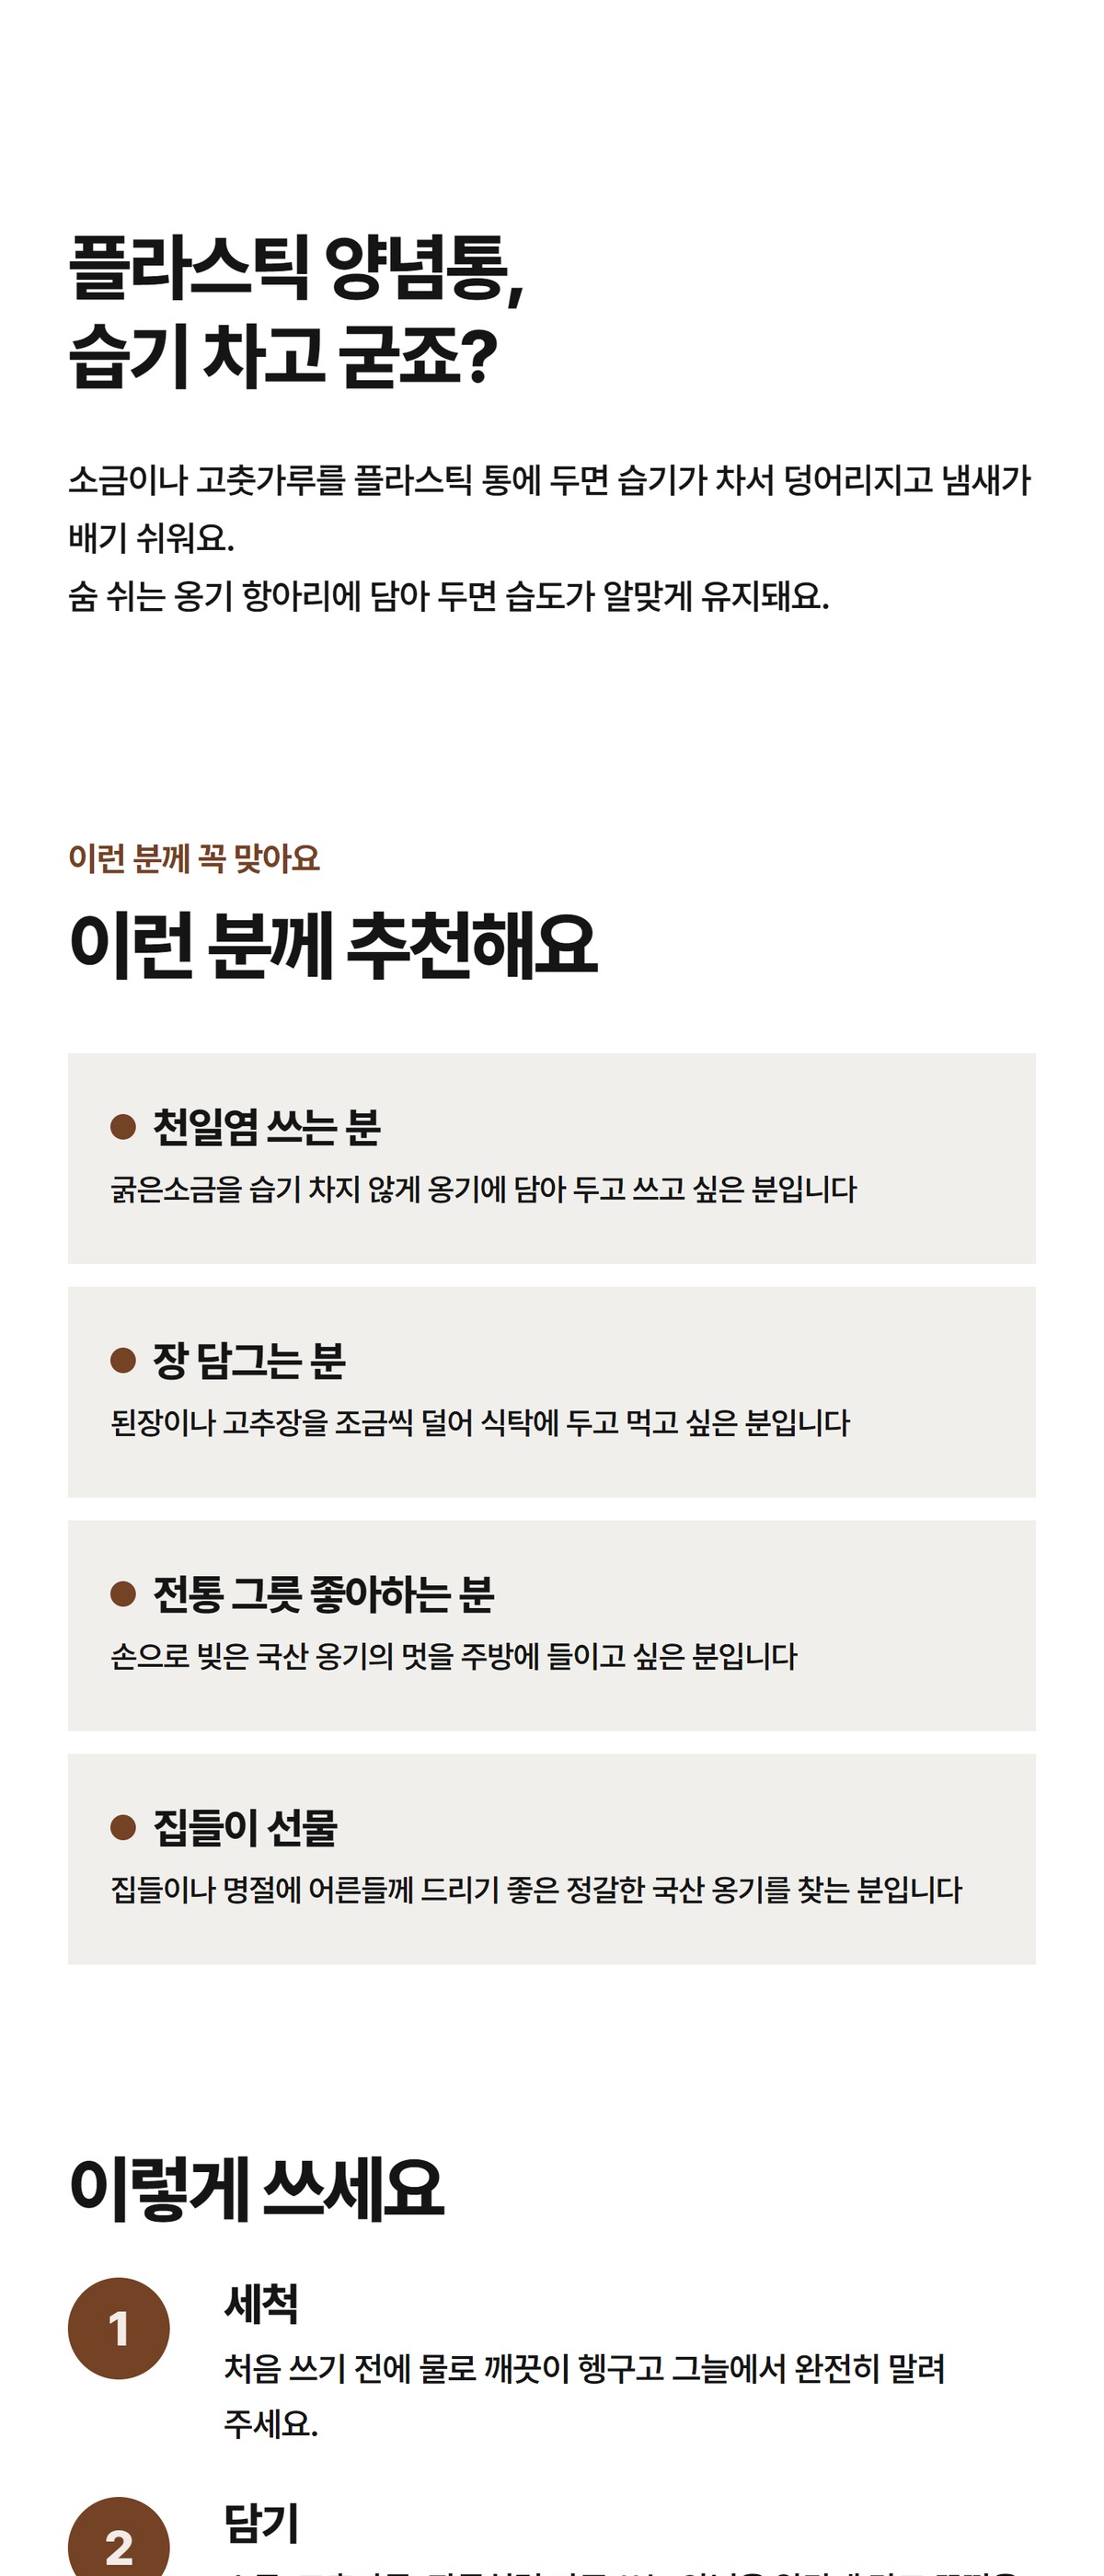 플라스틱 양념통,
습기 차고 굳죠?
소금이나 고춧가루를 플라스틱 통에 두면 습기가 차서 덩어리지고 냄새가
배기 쉬워요.
숨 쉬는 옹기 항아리에 담아 두면 습도가 알맞게 유지돼요.
이런 분께 꼭 맞아요
이런 분께 추천해요
천일염 쓰는 분
굵은소금을 습기 차지 않게 옹기에 담아 두고 쓰고 싶은 분입니다
장 담그는 분
된장이나 고추장을 조금씩 덜어 식탁에 두고 먹고 싶은 분입니다
전통 그릇 좋아하는 분
손으로 빚은 국산 옹기의 멋을 주방에 들이고 싶은 분입니다
집들이 선물
집들이나 명절에 어른들께 드리기 좋은 정갈한 국산 옹기를 찾는 분입니다
이렇게 쓰세요
1
세척
처음 쓰기 전에 물로 깨끗이 헹구고 그늘에서 완전히 말려
주세요.
2
담기